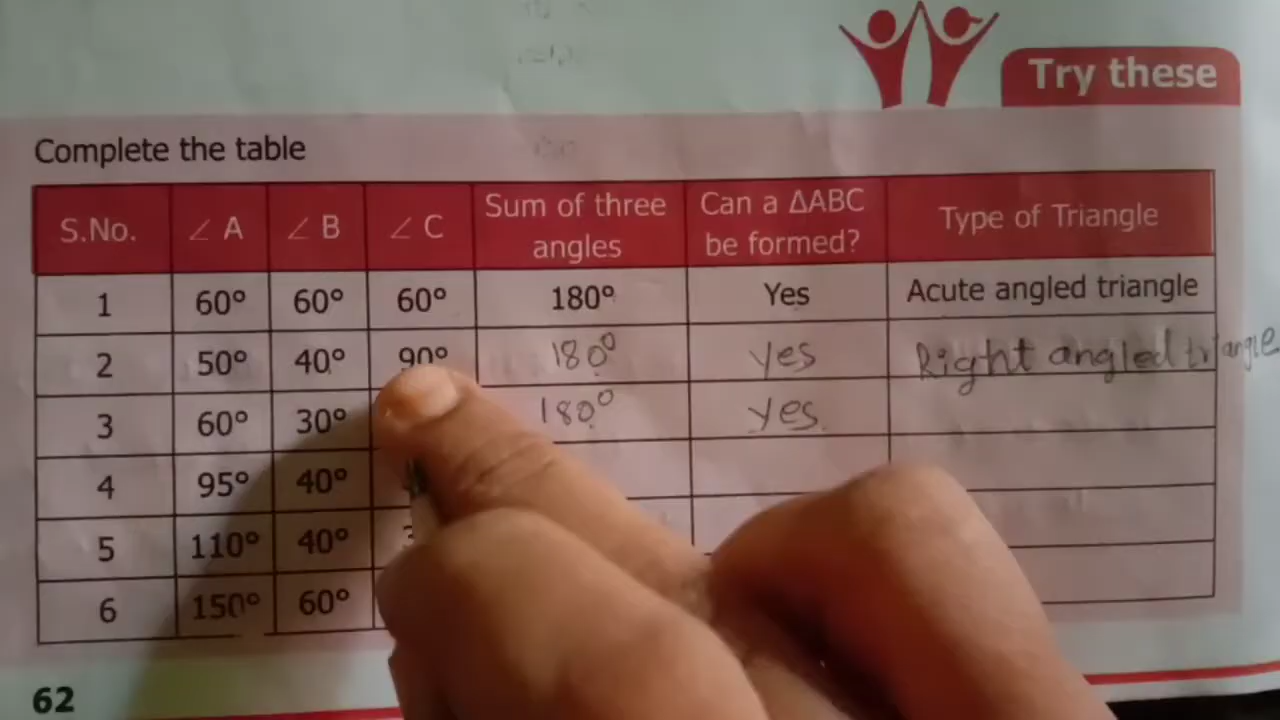 Try these
Complete the table
S.No. ∠ A ∠ B ∠ C Sum of three angles Can a ΔABC be formed? Type of Triangle
1 60° 60° 60° 180° Yes Acute angled triangle
2 50° 40° 90° 180° yes Right angled triangle
3 60° 30° 180° yes
4 95° 40°
5 110° 40°
6 150° 60°
62